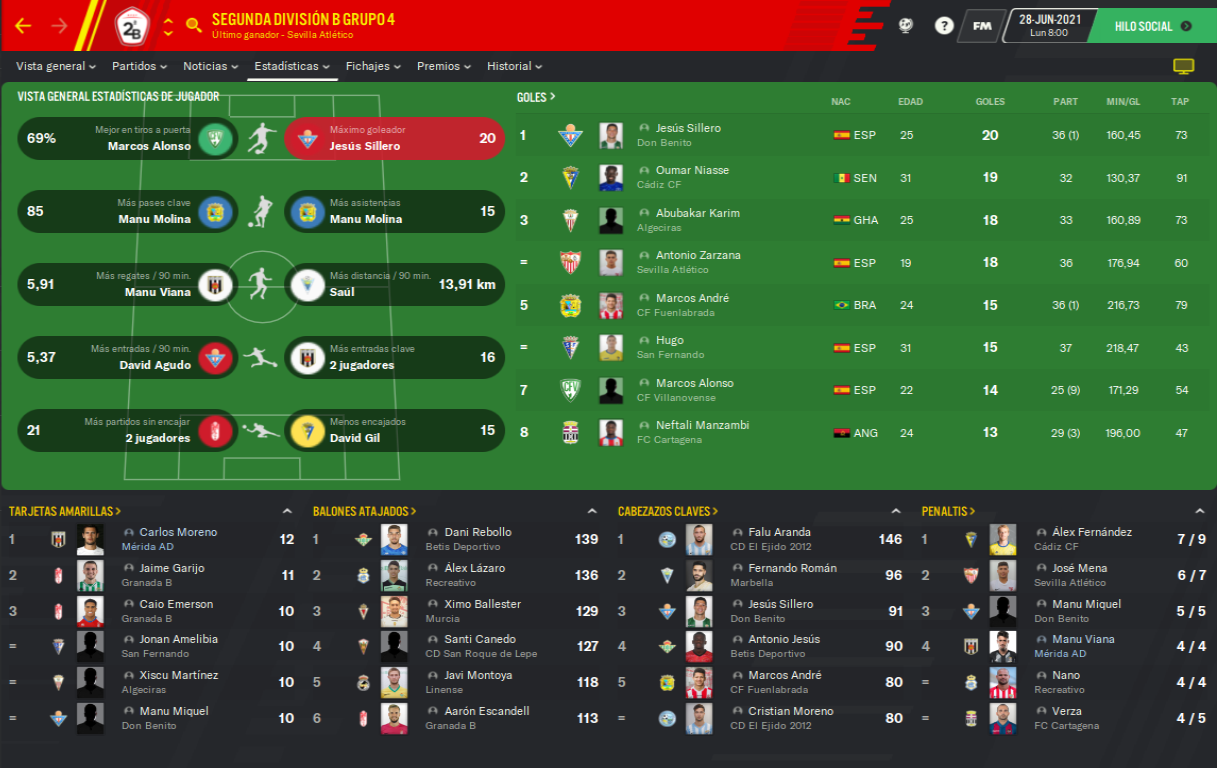 SEGUNDA DIVISIÓN B GRUPO 4
Último ganador - Sevilla Atlético
2ªB
?
FM
28-JUN-2021
Lun 8:00
HILO SOCIAL
Vista general Partidos Noticias Estadísticas Fichajes Premios Historial
VISTA GENERAL ESTADÍSTICAS DE JUGADOR
69% Mejor en tiros a puerta
Marcos Alonso
Máximo goleador
Jesús Sillero 20
85 Más pases clave
Manu Molina
Más asistencias
Manu Molina 15
5,91 Más regates / 90 min.
Manu Viana
Más distancia / 90 min.
Saúl 13,91 km
5,37 Más entradas / 90 min.
David Agudo
Más entradas clave
2 jugadores 16
21 Más partidos sin encajar
2 jugadores
Menos encajados
David Gil 15
GOLES > NAC EDAD GOLES PART MIN/GL TAP
1 Jesús Sillero ESP 25 20 36 (1) 160,45 73
Don Benito
2 Oumar Niasse SEN 31 19 32 130,37 91
Cádiz CF
3 Abubakar Karim GHA 25 18 33 160,89 73
Algeciras
= Antonio Zarzana ESP 19 18 36 176,94 60
Sevilla Atlético
5 Marcos André BRA 24 15 36 (1) 216,73 79
CF Fuenlabrada
= Hugo ESP 31 15 37 218,47 43
San Fernando
7 Marcos Alonso ESP 22 14 25 (9) 171,29 54
CF Villanovense
8 Neftali Manzambi ANG 24 13 29 (3) 196,00 47
FC Cartagena
TARJETAS AMARILLAS >
1 Carlos Moreno 12
Mérida AD
2 Jaime Garijo 11
Granada B
3 Caio Emerson 10
Granada B
= Jonan Amelibia 10
San Fernando
= Xiscu Martínez 10
Algeciras
= Manu Miquel 10
Don Benito
BALONES ATAJADOS >
1 Dani Rebollo 139
Betis Deportivo
2 Álex Lázaro 136
Recreativo
3 Ximo Ballester 129
Murcia
4 Santi Canedo 127
CD San Roque de Lepe
5 Javi Montoya 118
Linense
6 Aarón Escandell 113
Granada B
CABEZAZOS CLAVES >
1 Falu Aranda 146
CD El Ejido 2012
2 Fernando Román 96
Marbella
3 Jesús Sillero 91
Don Benito
4 Antonio Jesús 90
Betis Deportivo
5 Marcos André 80
CF Fuenlabrada
= Cristian Moreno 80
CD El Ejido 2012
PENALTIS >
1 Álex Fernández 7 / 9
Cádiz CF
2 José Mena 6 / 7
Sevilla Atlético
3 Manu Miquel 5 / 5
Don Benito
4 Manu Viana 4 / 4
Mérida AD
= Nano 4 / 4
Recreativo
= Verza 4 / 5
FC Cartagena